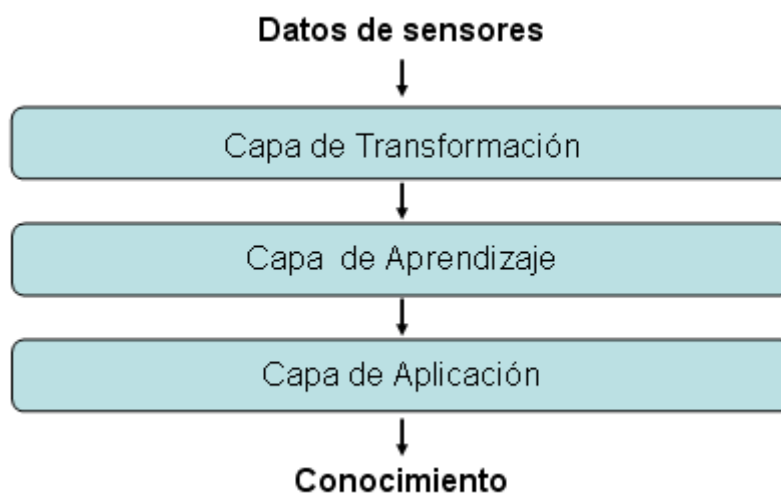 Datos de sensores
Capa de Transformación
Capa de Aprendizaje
Capa de Aplicación
Conocimiento